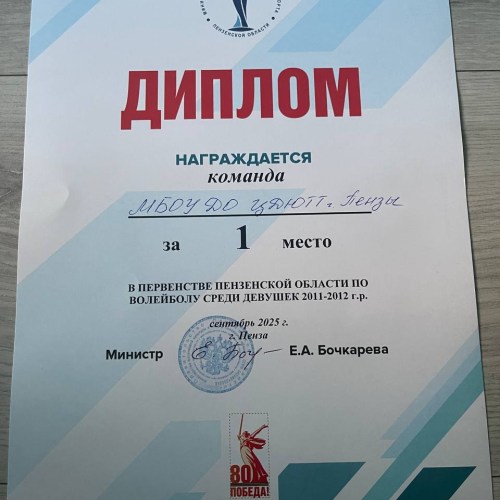 ПЕНЗЕНСКОЙ ОБЛАСТИ
ДИПЛОМ
НАГРАЖДАЕТСЯ
команда
МБОУ ДО ЦДЮТТ г. Пензы
за 1 место
В ПЕРВЕНСТВЕ ПЕНЗЕНСКОЙ ОБЛАСТИ ПО
ВОЛЕЙБОЛУ СРЕДИ ДЕВУШЕК 2011-2012 г.р.
сентябрь 2025 г.
г. Пенза
Министр Е.А. Бочкарева
80
ПОБЕДА!